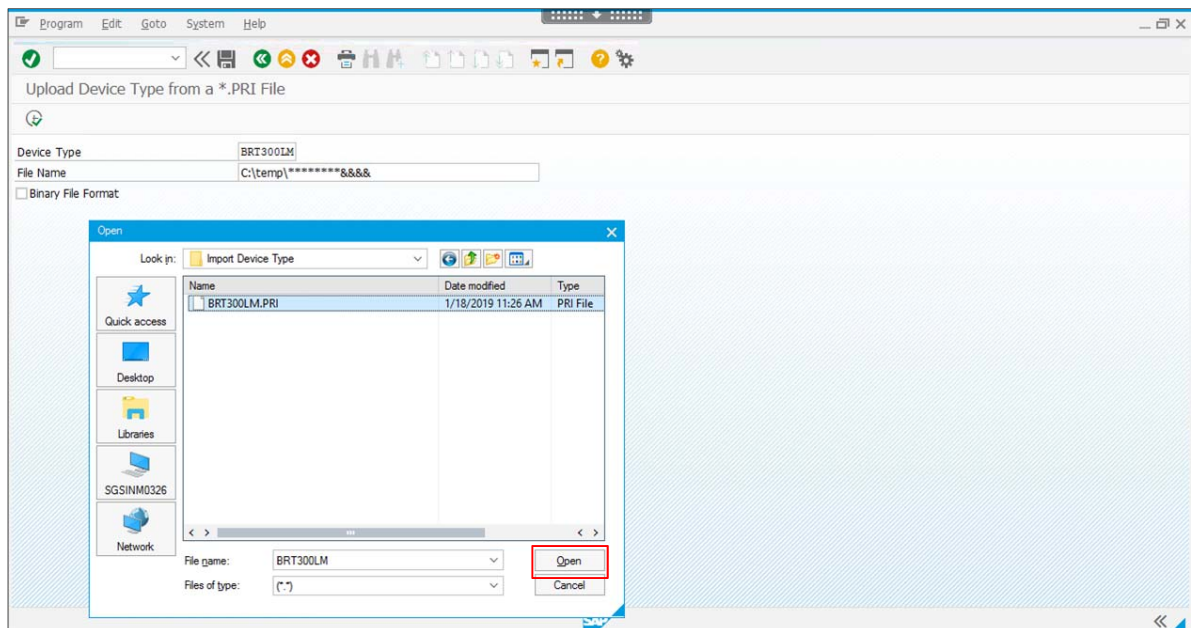 Program Edit Goto System Help
Upload Device Type from a *.PRI File
Device Type BRT300LM
File Name C:\temp\********&&&&
Binary File Format
Open
Look in: Import Device Type
Name Date modified Type
BRT300LM.PRI 1/18/2019 11:26 AM PRI File
Quick access
Desktop
Libraries
SGSINM0326
Network
File name: BRT300LM Open
Files of type: (*.*) Cancel
SAP